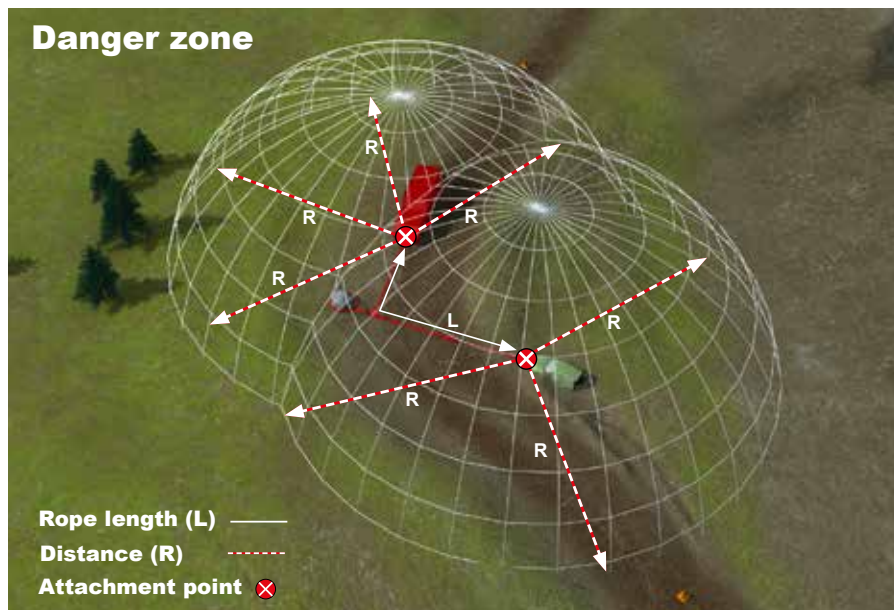 Danger zone
R
R
R
R
R
L
R
R
Rope length (L)
Distance (R)
Attachment point